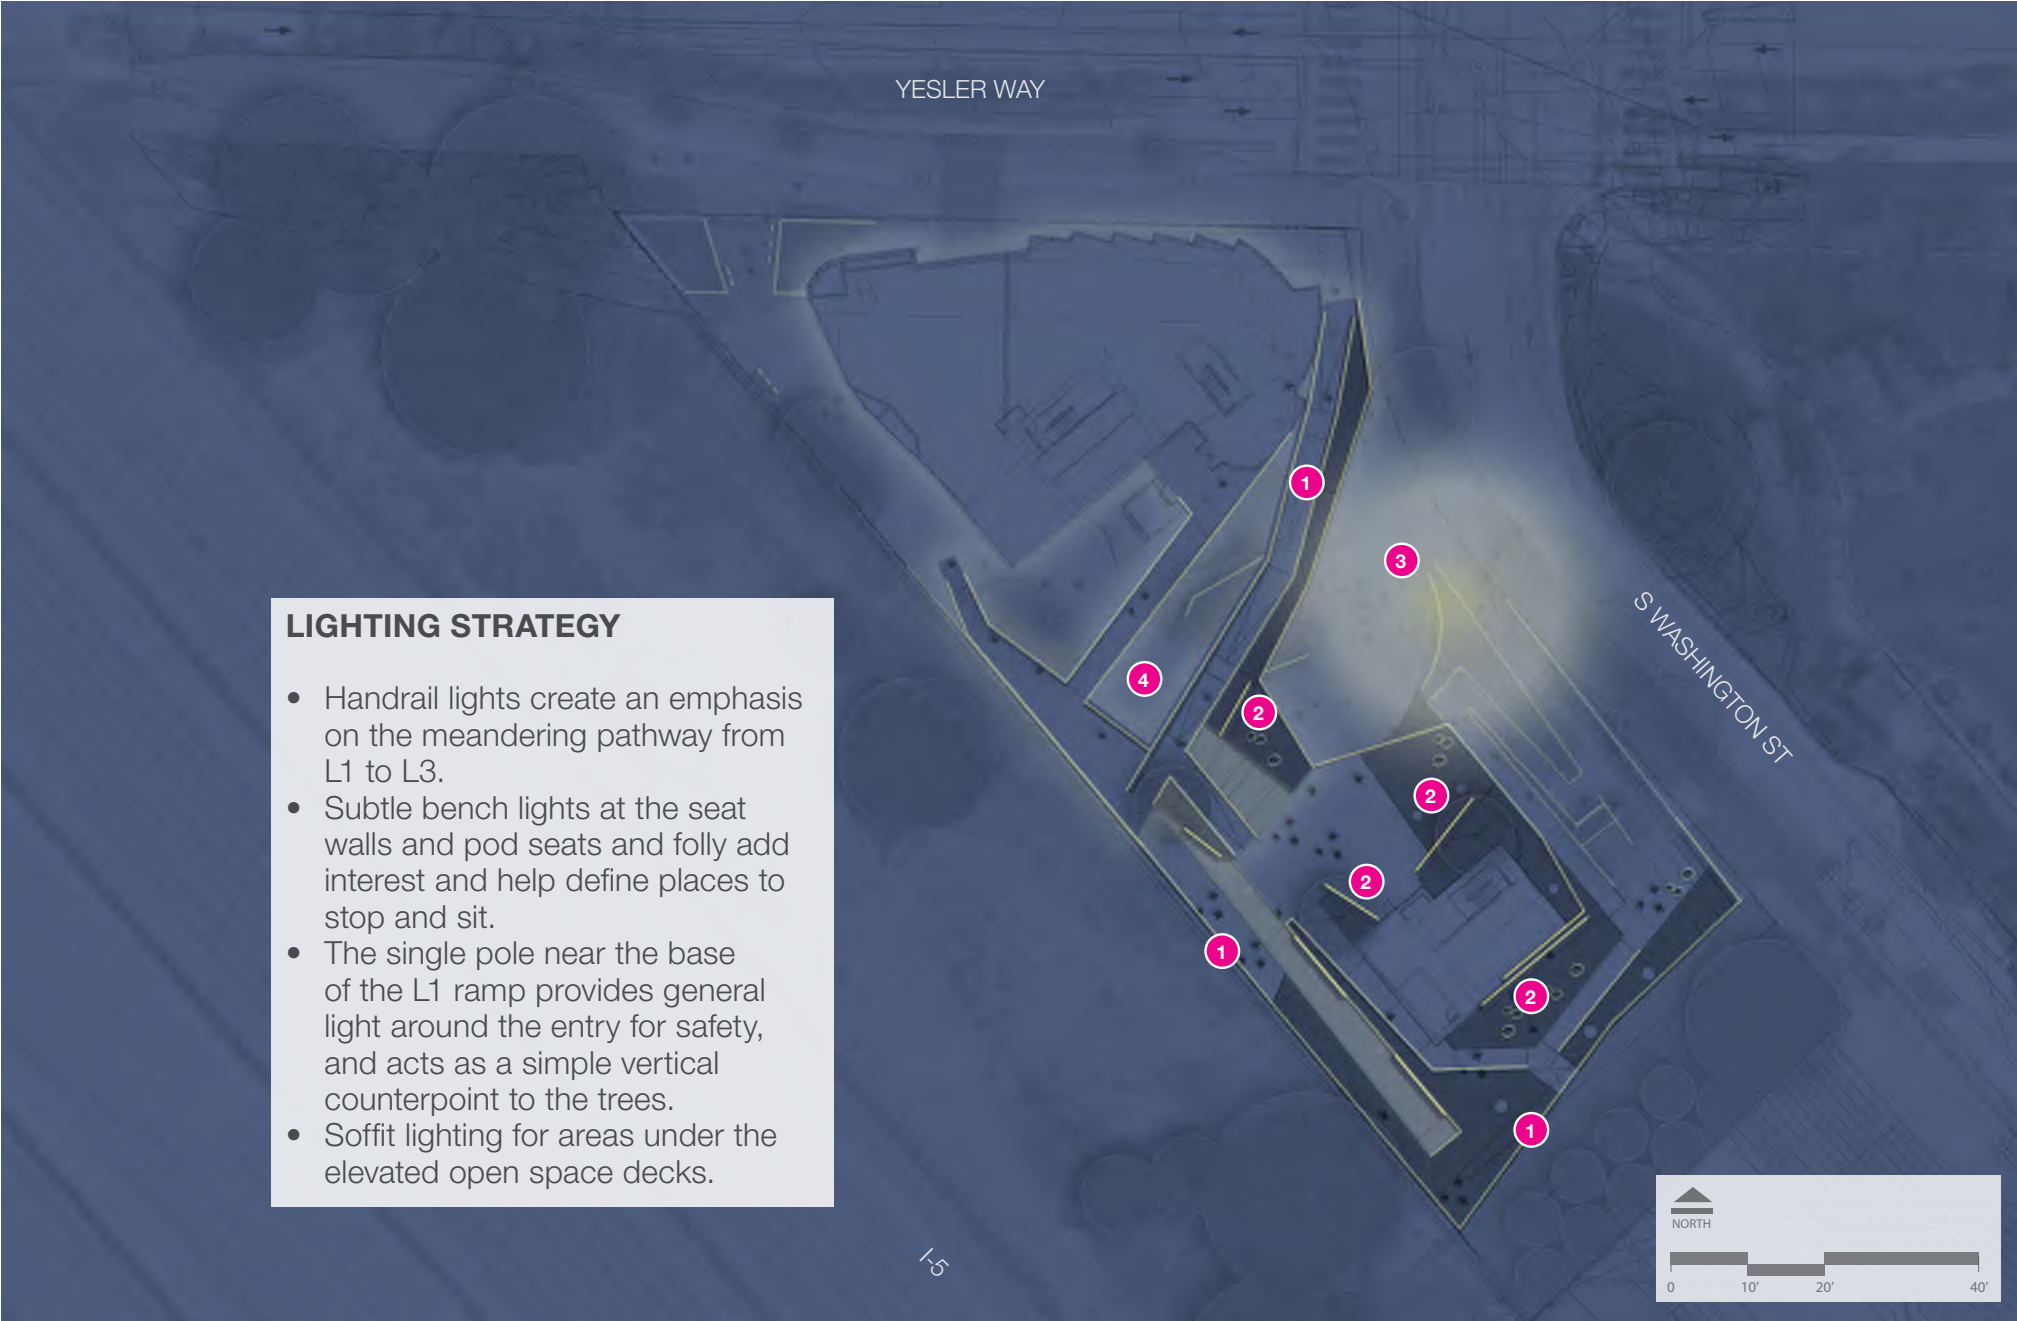 YESLER WAY
1
3
S WASHINGTON ST
LIGHTING STRATEGY
• Handrail lights create an emphasis
on the meandering pathway from
L1 to L3.
• Subtle bench lights at the seat
walls and pod seats and folly add
interest and help define places to
stop and sit.
• The single pole near the base
of the L1 ramp provides general
light around the entry for safety,
and acts as a simple vertical
counterpoint to the trees.
• Soffit lighting for areas under the
elevated open space decks.
4
2
2
2
1
2
1
I-5
NORTH
0 10' 20' 40'